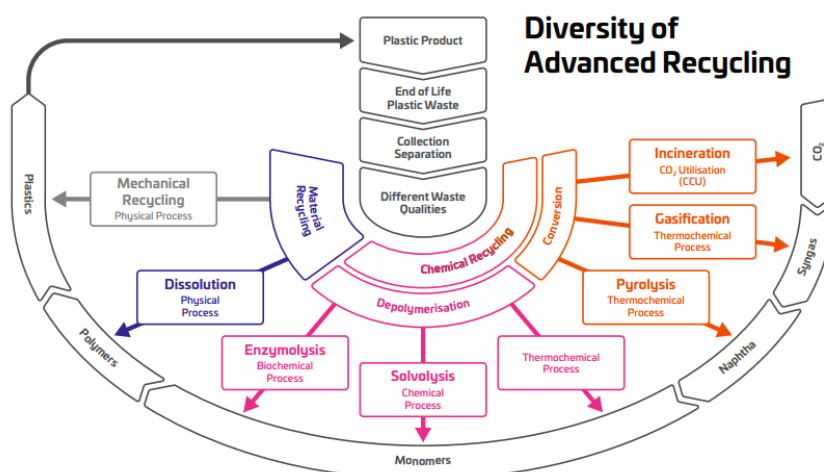 Diversity of
Advanced Recycling
Plastic Product
End of Life
Plastic Waste
Collection
Separation
Different Waste
Qualities
Plastics
Mechanical
Recycling
Physical Process
Material
Recycling
Dissolution
Physical
Process
Polymers
Chemical Recycling
Depolymerisation
Enzymolysis
Biochemical
Process
Solvolysis
Chemical
Process
Thermochemical
Process
Monomers
Conversion
Incineration
CO₂ Utilisation
(CCU)
CO₂
Gasification
Thermochemical
Process
Syngas
Pyrolysis
Thermochemical
Process
Naphtha